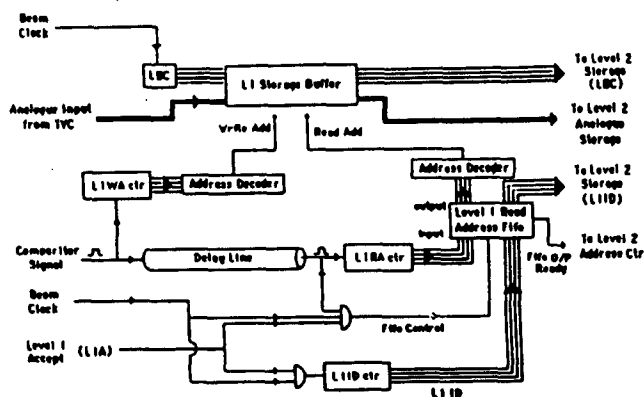 Beam
Clock
LBC
L1 Storage Buffer
To Level 2
Storage
(LBC)
Analogue Input
from TVC
To Level 2
Analogue
Storage
Write Add
Read Add
Address Decoder
To Level 2
Storage
(L1ID)
L1WA ctr
Address Decoder
output
Level 1 Read
Address Fifo
Input
To Level 2
Address Ctr
Fifo O/P
Ready
Comparitor
Signal
Delay Line
L1RA ctr
Beam
Clock
Fifo Control
Level 1
Accept
(L1A)
L1ID ctr
L1ID